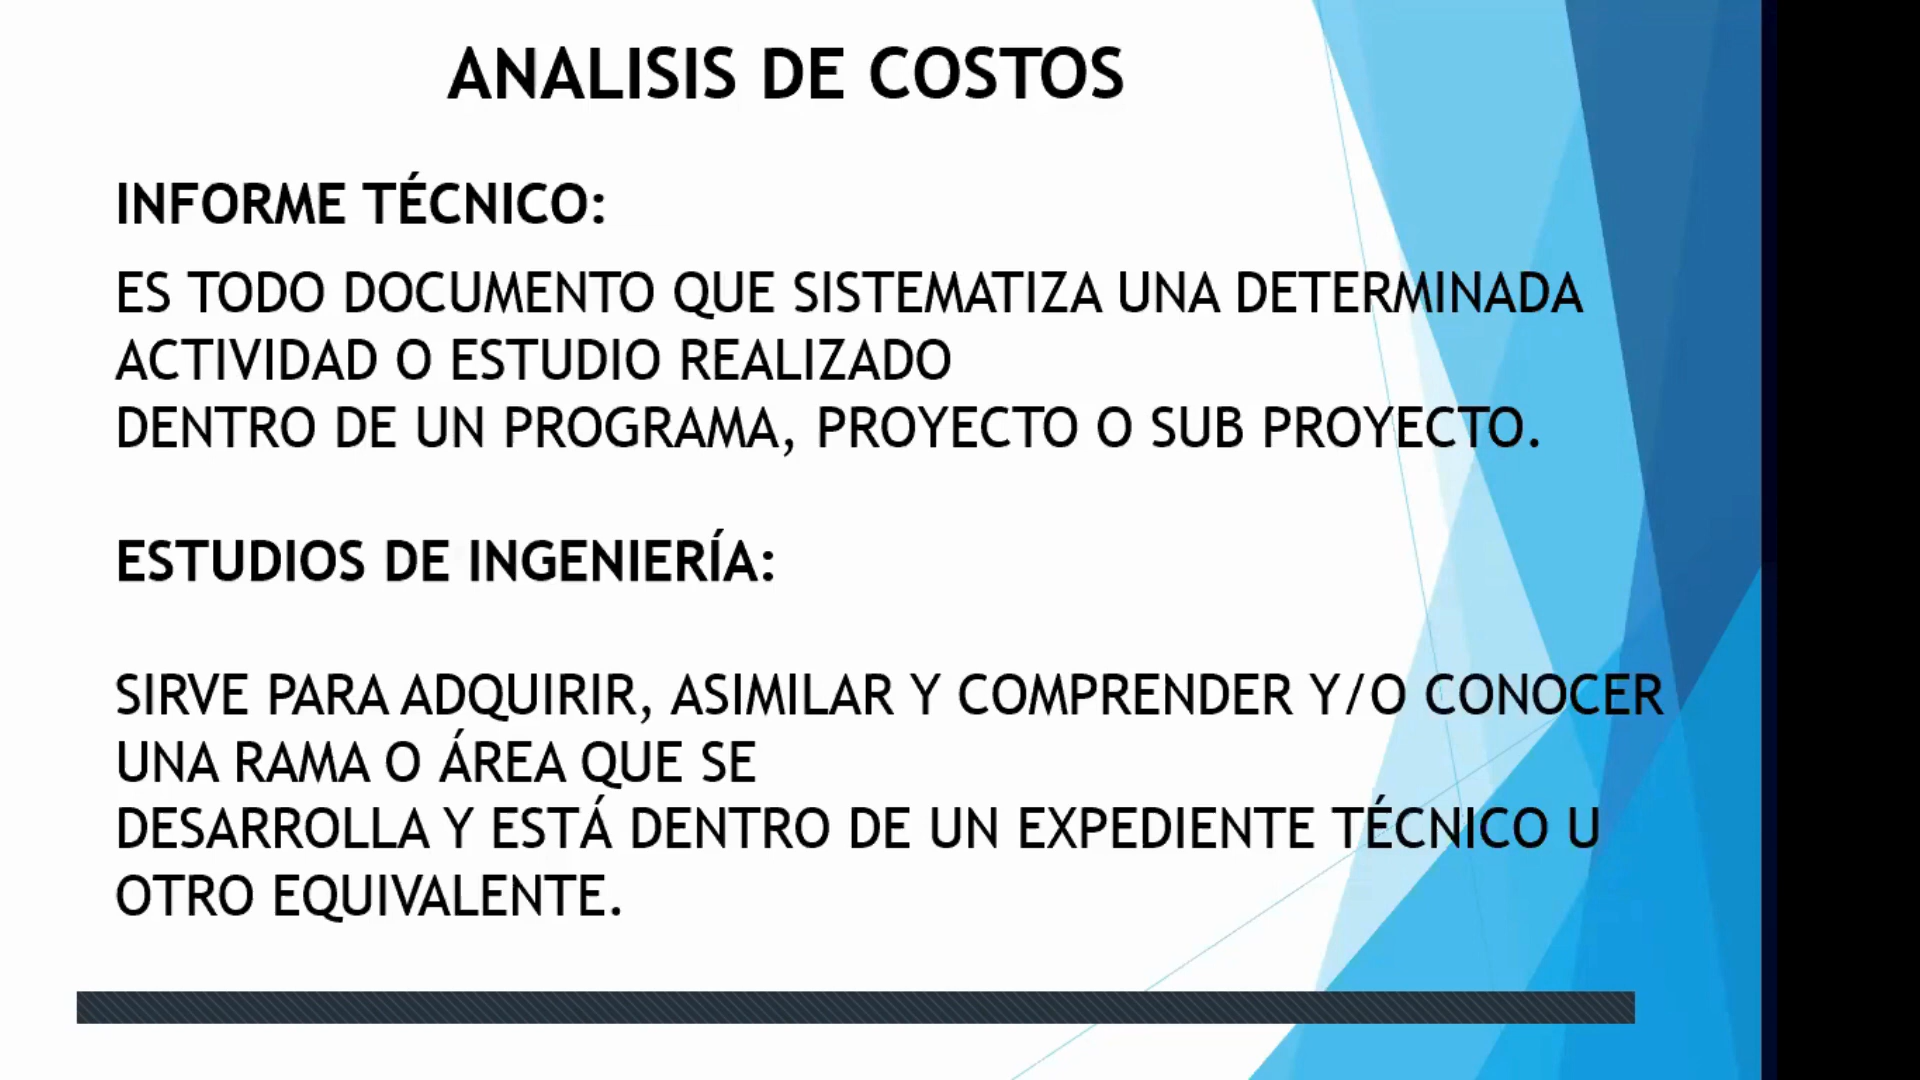 ANALISIS DE COSTOS
INFORME TÉCNICO:
ES TODO DOCUMENTO QUE SISTEMATIZA UNA DETERMINADA
ACTIVIDAD O ESTUDIO REALIZADO
DENTRO DE UN PROGRAMA, PROYECTO O SUB PROYECTO.
ESTUDIOS DE INGENIERÍA:
SIRVE PARA ADQUIRIR, ASIMILAR Y COMPRENDER Y/O CONOCER
UNA RAMA O ÁREA QUE SE
DESARROLLA Y ESTÁ DENTRO DE UN EXPEDIENTE TÉCNICO U
OTRO EQUIVALENTE.